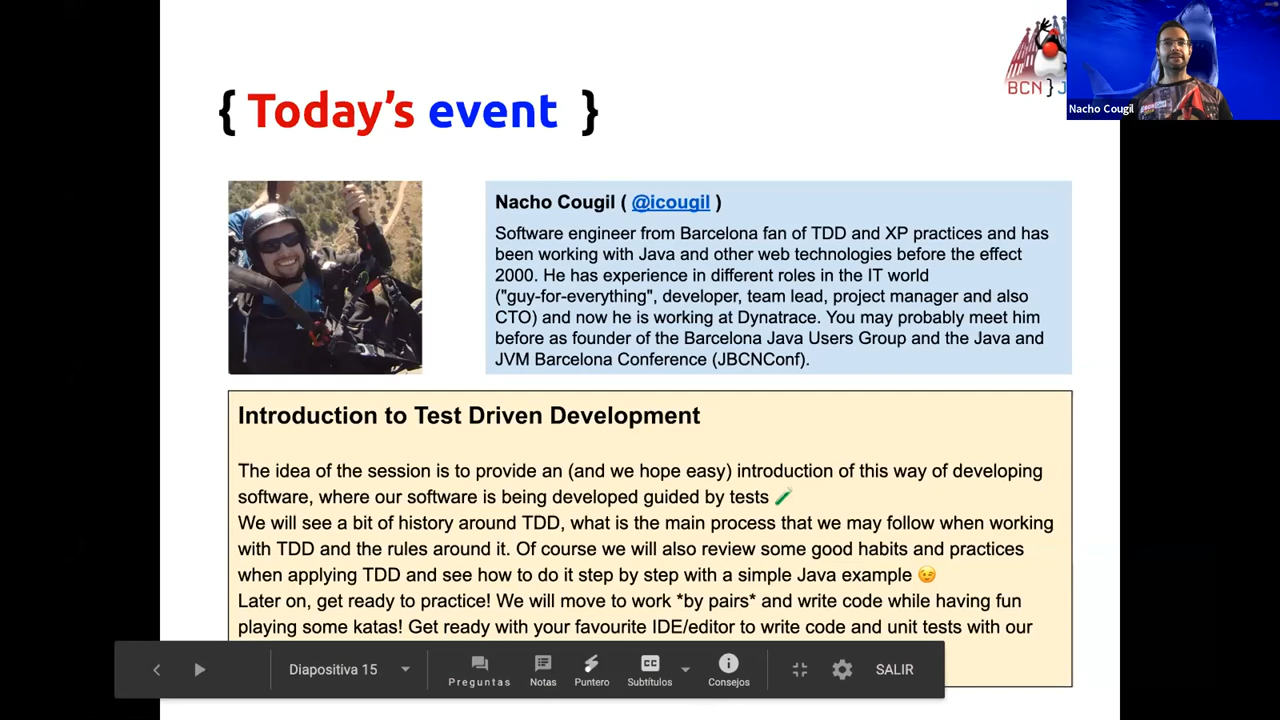 { Today's event }
BCN } J
Nacho Cougil
Nacho Cougil ( @icougil )
Software engineer from Barcelona fan of TDD and XP practices and has
been working with Java and other web technologies before the effect
2000. He has experience in different roles in the IT world
("guy-for-everything", developer, team lead, project manager and also
CTO) and now he is working at Dynatrace. You may probably meet him
before as founder of the Barcelona Java Users Group and the Java and
JVM Barcelona Conference (JBCNConf).
Introduction to Test Driven Development
The idea of the session is to provide an (and we hope easy) introduction of this way of developing
software, where our software is being developed guided by tests 🧪
We will see a bit of history around TDD, what is the main process that we may follow when working
with TDD and the rules around it. Of course we will also review some good habits and practices
when applying TDD and see how to do it step by step with a simple Java example 😉
Later on, get ready to practice! We will move to work *by pairs* and write code while having fun
playing some katas! Get ready with your favourite IDE/editor to write code and unit tests with our
Diapositiva 15
Preguntas
Notas
Puntero
CC
Subtítulos
Consejos
SALIR